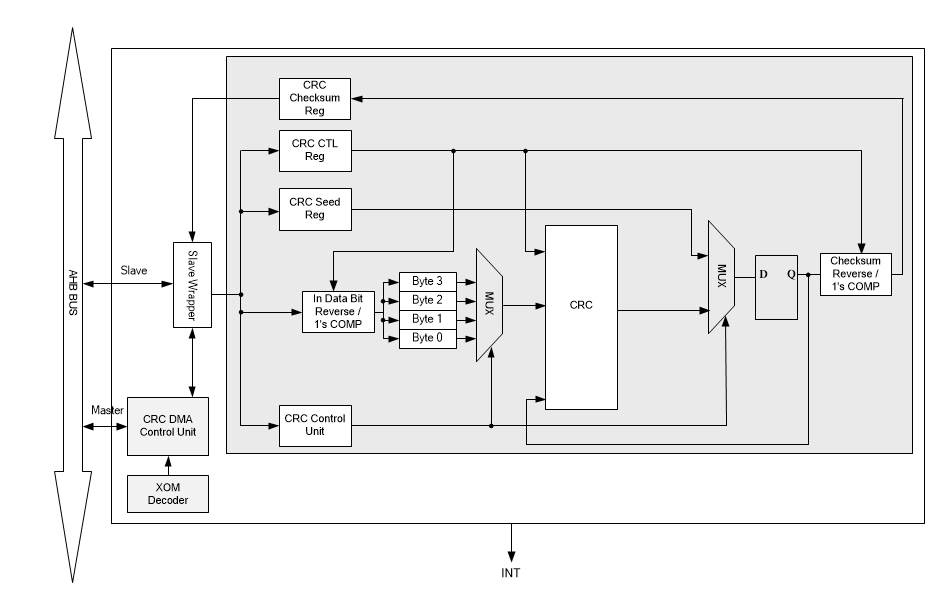 CRC
Checksum
Reg
CRC CTL
Reg
CRC Seed
Reg
AHB BUS
Slave
Slave Wrapper
In Data Bit
Reverse /
1's COMP
Byte 3
Byte 2
Byte 1
Byte 0
MUX
CRC
MUX
D
Q
Checksum
Reverse /
1's COMP
Master
CRC DMA
Control Unit
CRC Control
Unit
XOM
Decoder
INT